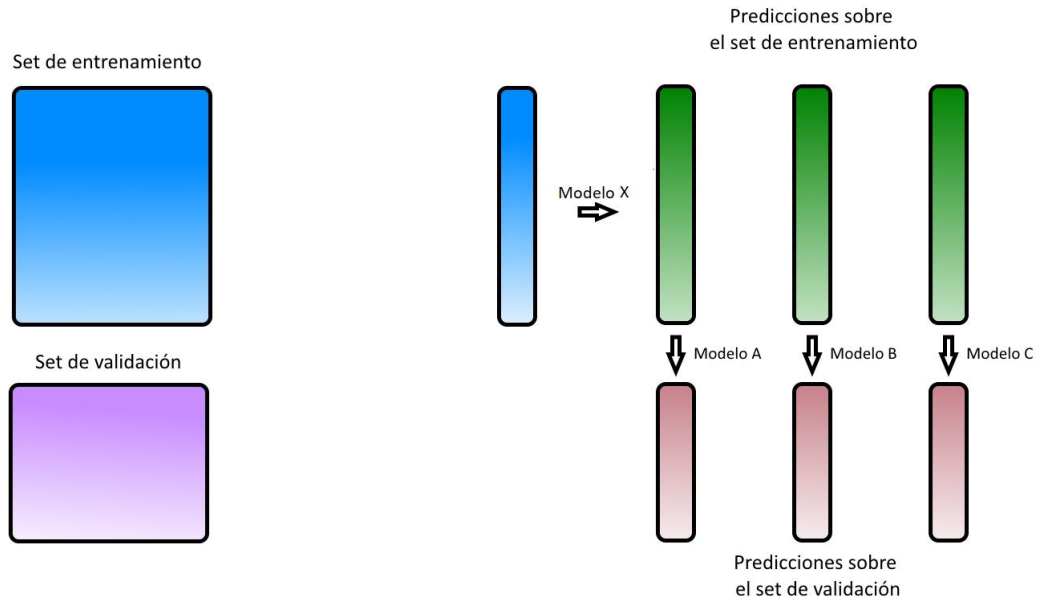 Predicciones sobre
el set de entrenamiento
Set de entrenamiento
Modelo X
Set de validación
Modelo A
Modelo B
Modelo C
Predicciones sobre
el set de validación